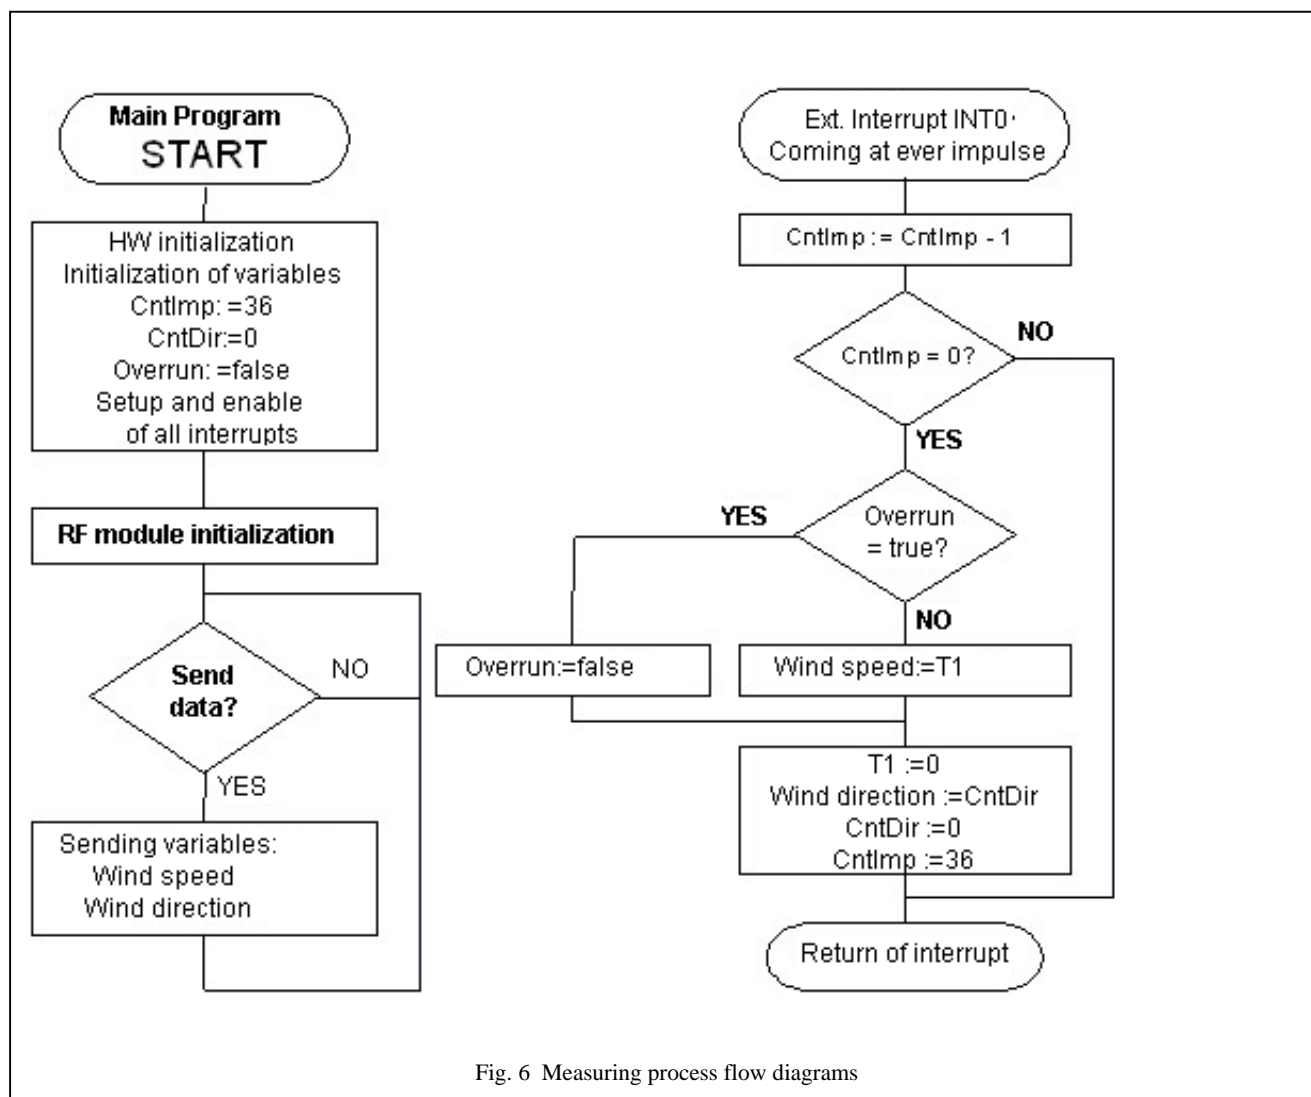 Main Program
START
HW initialization
Initialization of variables
CntImp: =36
CntDir:=0
Overrun: =false
Setup and enable
of all interrupts
RF module initialization
Send
data?
NO
YES
Sending variables:
Wind speed
Wind direction
Ext. Interrupt INT0·
Coming at ever impulse
CntImp := CntImp - 1
CntImp = 0?
NO
YES
Overrun
= true?
YES
NO
Overrun:=false
Wind speed:=T1
T1 :=0
Wind direction :=CntDir
CntDir :=0
CntImp :=36
Return of interrupt
Fig. 6 Measuring process flow diagrams